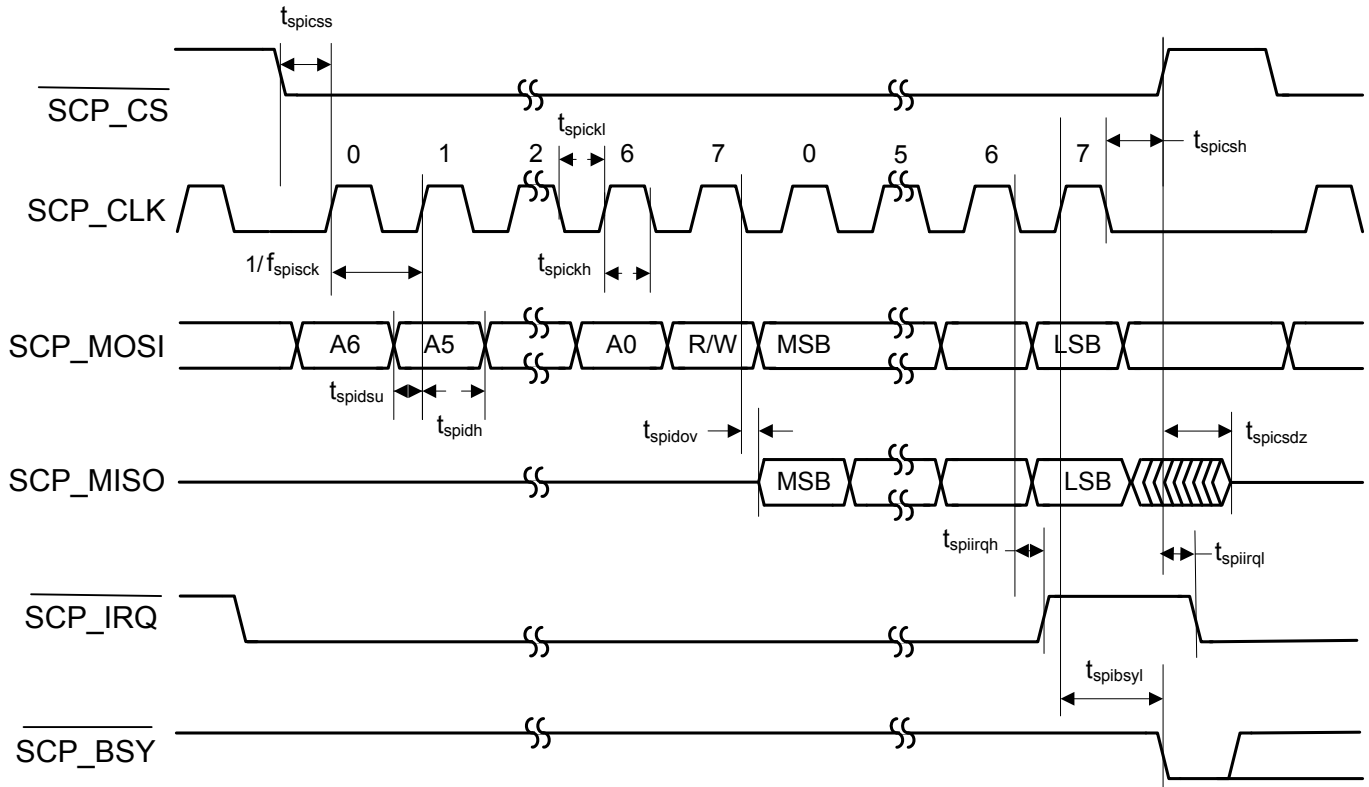 tspicss
SCP_CS
tspickl
tspicsh
0 1 2 6 7 0 5 6 7
SCP_CLK
1/fspisck
tspickh
SCP_MOSI
A6 A5 A0 R/W MSB LSB
tspidsu
tspidh
tspidov
tspicsdz
SCP_MISO
MSB LSB
tspiirqh
tspiirql
SCP_IRQ
tspibsyl
SCP_BSY